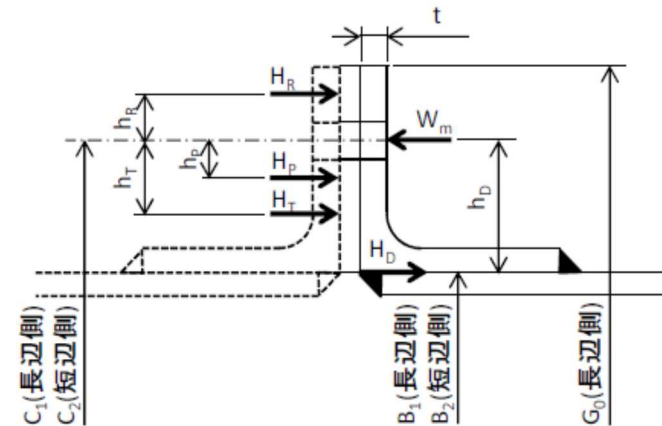 t
H_R
W_m
h_R
h_P
h_T
H_P
h_D
H_T
H_D
C_1(長辺側)
C_2(短辺側)
B_1(長辺側)
B_2(短辺側)
G_0(長辺側)